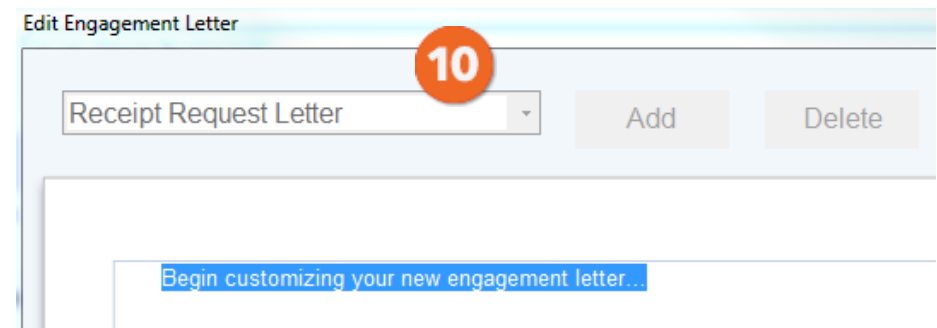 Edit Engagement Letter
10
Receipt Request Letter
Add
Delete
Begin customizing your new engagement letter...